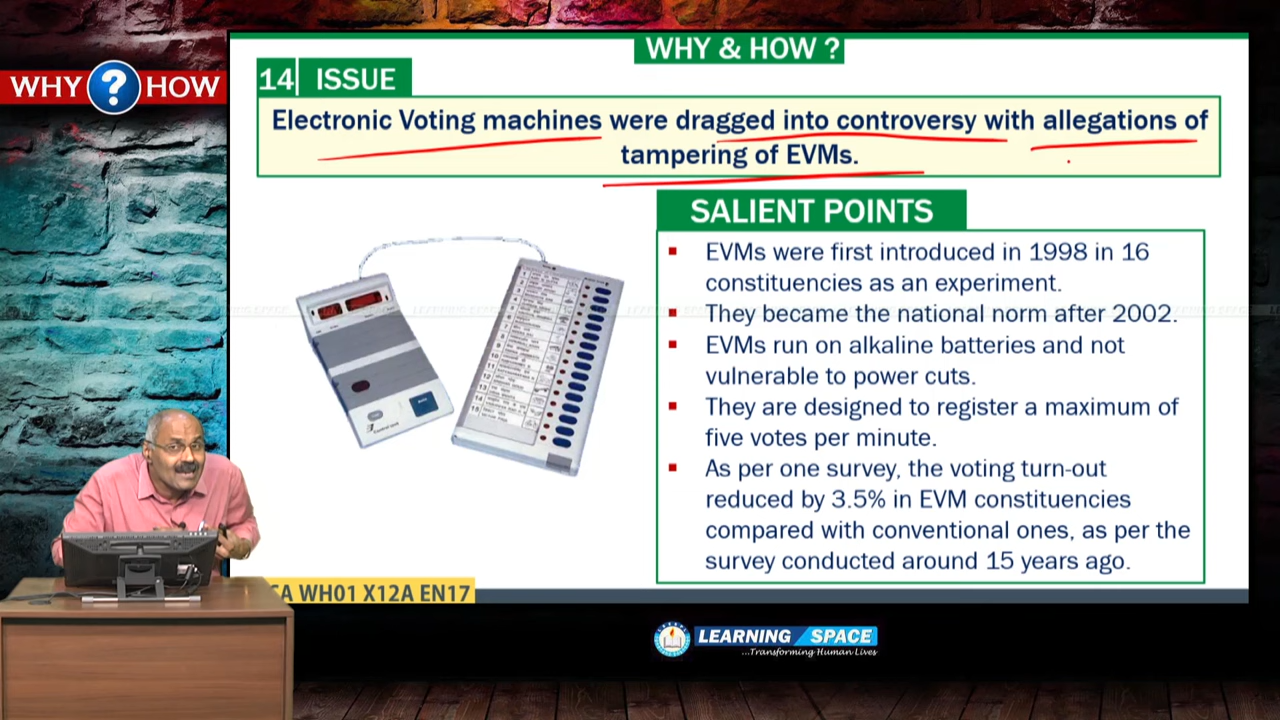 WHY & HOW ?
WHY ? HOW
14 ISSUE
Electronic Voting machines were dragged into controversy with allegations of
tampering of EVMs.
SALIENT POINTS
▪ EVMs were first introduced in 1998 in 16
constituencies as an experiment.
▪ They became the national norm after 2002.
▪ EVMs run on alkaline batteries and not
vulnerable to power cuts.
▪ They are designed to register a maximum of
five votes per minute.
▪ As per one survey, the voting turn-out
reduced by 3.5% in EVM constituencies
compared with conventional ones, as per the
survey conducted around 15 years ago.
CA WH01 X12A EN17
LEARNING SPACE
...Transforming Human Lives